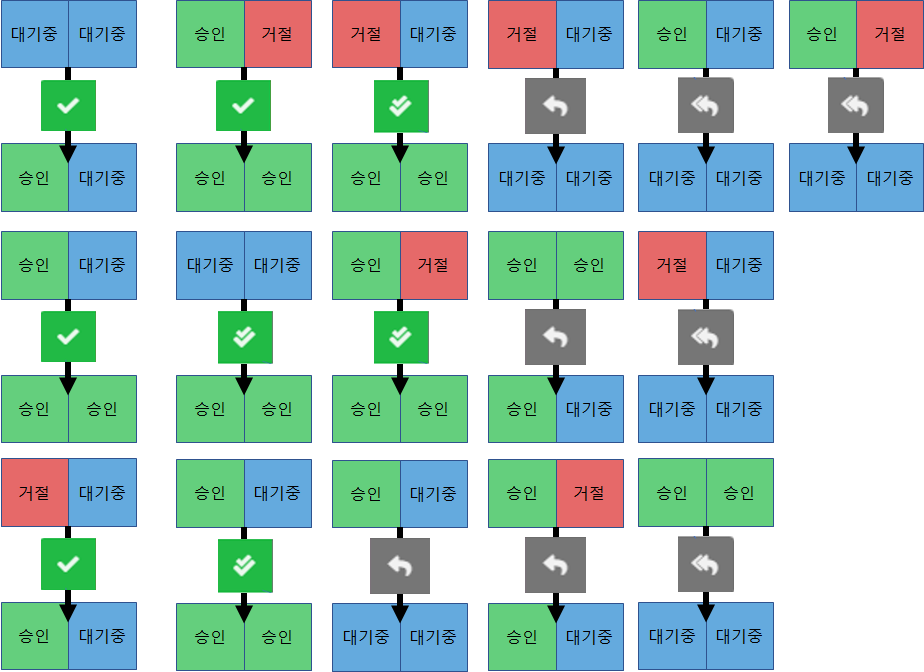 대기중 대기중 승인 거절 거절 대기중 거절 대기중 승인 대기중 승인 거절
승인 대기중 승인 승인 승인 승인 대기중 대기중 대기중 대기중 대기중 대기중
승인 대기중 대기중 대기중 승인 거절 승인 승인 거절 대기중
승인 승인 승인 승인 승인 승인 승인 대기중 대기중 대기중
거절 대기중 승인 대기중 승인 대기중 승인 거절 승인 승인
승인 대기중 승인 승인 대기중 대기중 승인 대기중 대기중 대기중